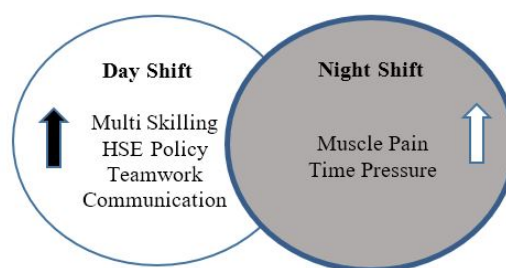 Day Shift
Multi Skilling
HSE Policy
Teamwork
Communication
Night Shift
Muscle Pain
Time Pressure